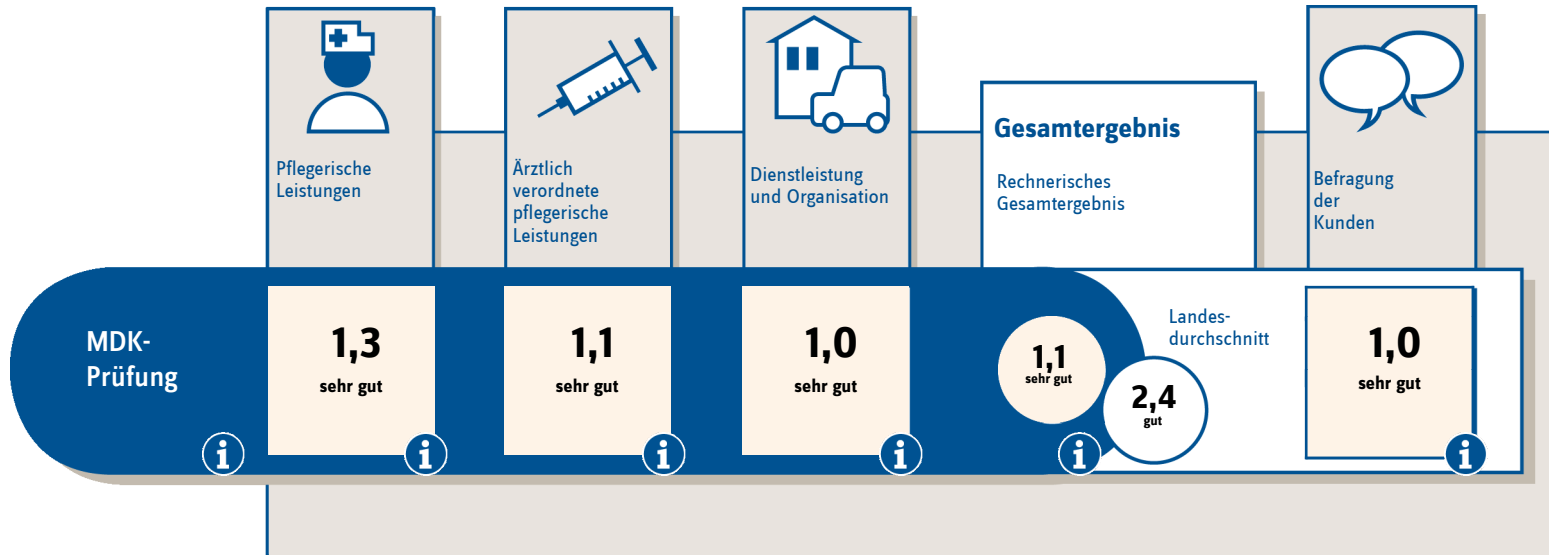 Pflegerische
Leistungen
Ärztlich
verordnete
pflegerische
Leistungen
Dienstleistung
und Organisation
Gesamtergebnis
Rechnerisches
Gesamtergebnis
Befragung
der
Kunden
MDK-
Prüfung
1,3
sehr gut
1,1
sehr gut
1,0
sehr gut
1,1
sehr gut
Landes-
durchschnitt
2,4
gut
1,0
sehr gut
i
i
i
i
i
i